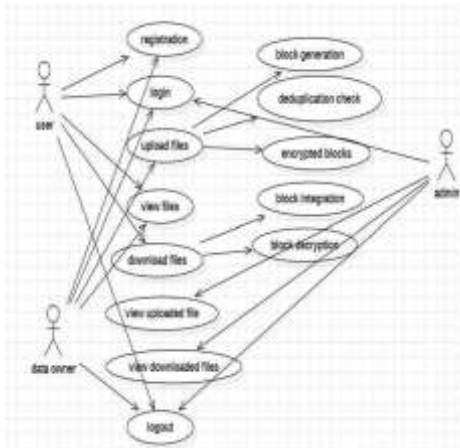 registration
block generation
login
deduplication check
user
upload files
encrypted blocks
admin
view files
block integration
download files
block decryption
view uploaded file
view downloaded files
data owner
logout